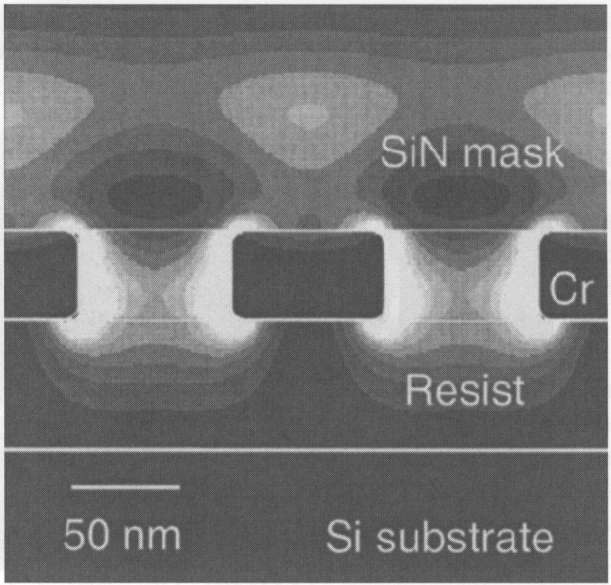 SiN mask
Cr
Resist
50 nm
Si substrate